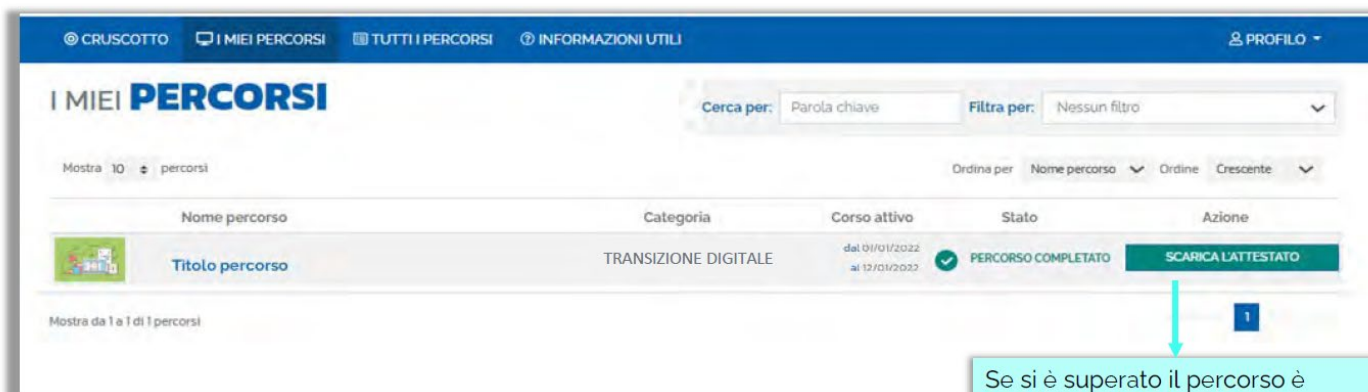 CRUSCOTTO I MIEI PERCORSI TUTTI I PERCORSI INFORMAZIONI UTILI PROFILO
I MIEI PERCORSI
Cerca per: Parola chiave Filtra per: Nessun filtro
Mostra 10 percorsi Ordina per Nome percorso Ordine Crescente
Nome percorso Categoria Corso attivo Stato Azione
Titolo percorso TRANSIZIONE DIGITALE dal 01/01/2022 al 12/01/2022 PERCORSO COMPLETATO SCARICA L'ATTESTATO
Mostra da 1 a 1 di 1 percorsi 1
Se si è superato il percorso è